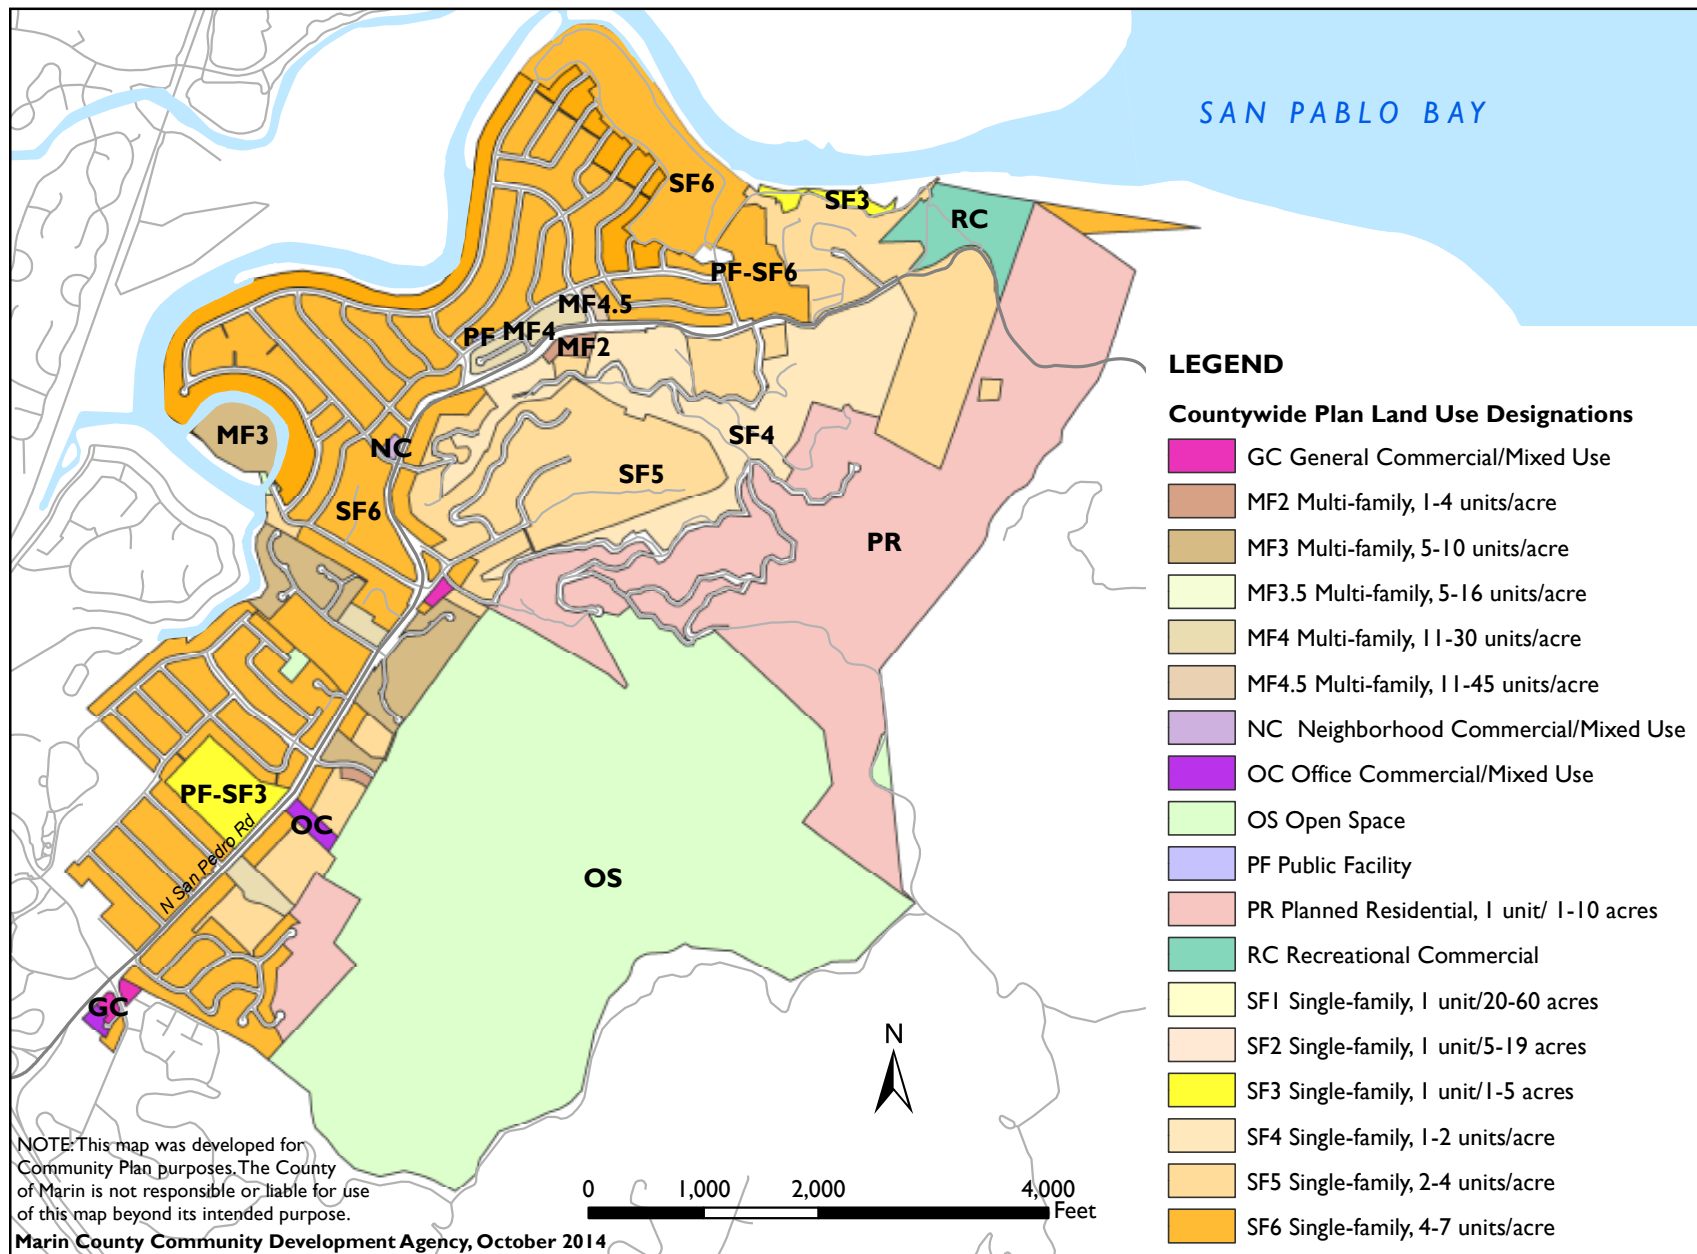 SAN PABLO BAY
SF6
SF3
RC
PF-SF6
MF4.5
PF
MF4
MF2
MF3
NC
SF4
SF5
SF6
PR
PF-SF3
OC
N San Pedro Rd
OS
GC
N
LEGEND
Countywide Plan Land Use Designations
GC General Commercial/Mixed Use
MF2 Multi-family, 1-4 units/acre
MF3 Multi-family, 5-10 units/acre
MF3.5 Multi-family, 5-16 units/acre
MF4 Multi-family, 11-30 units/acre
MF4.5 Multi-family, 11-45 units/acre
NC Neighborhood Commercial/Mixed Use
OC Office Commercial/Mixed Use
OS Open Space
PF Public Facility
PR Planned Residential, 1 unit/ 1-10 acres
RC Recreational Commercial
SF1 Single-family, 1 unit/20-60 acres
SF2 Single-family, 1 unit/5-19 acres
SF3 Single-family, 1 unit/1-5 acres
SF4 Single-family, 1-2 units/acre
SF5 Single-family, 2-4 units/acre
SF6 Single-family, 4-7 units/acre
NOTE: This map was developed for
Community Plan purposes. The County
of Marin is not responsible or liable for use
of this map beyond its intended purpose.
Marin County Community Development Agency, October 2014
0 1,000 2,000 4,000
Feet